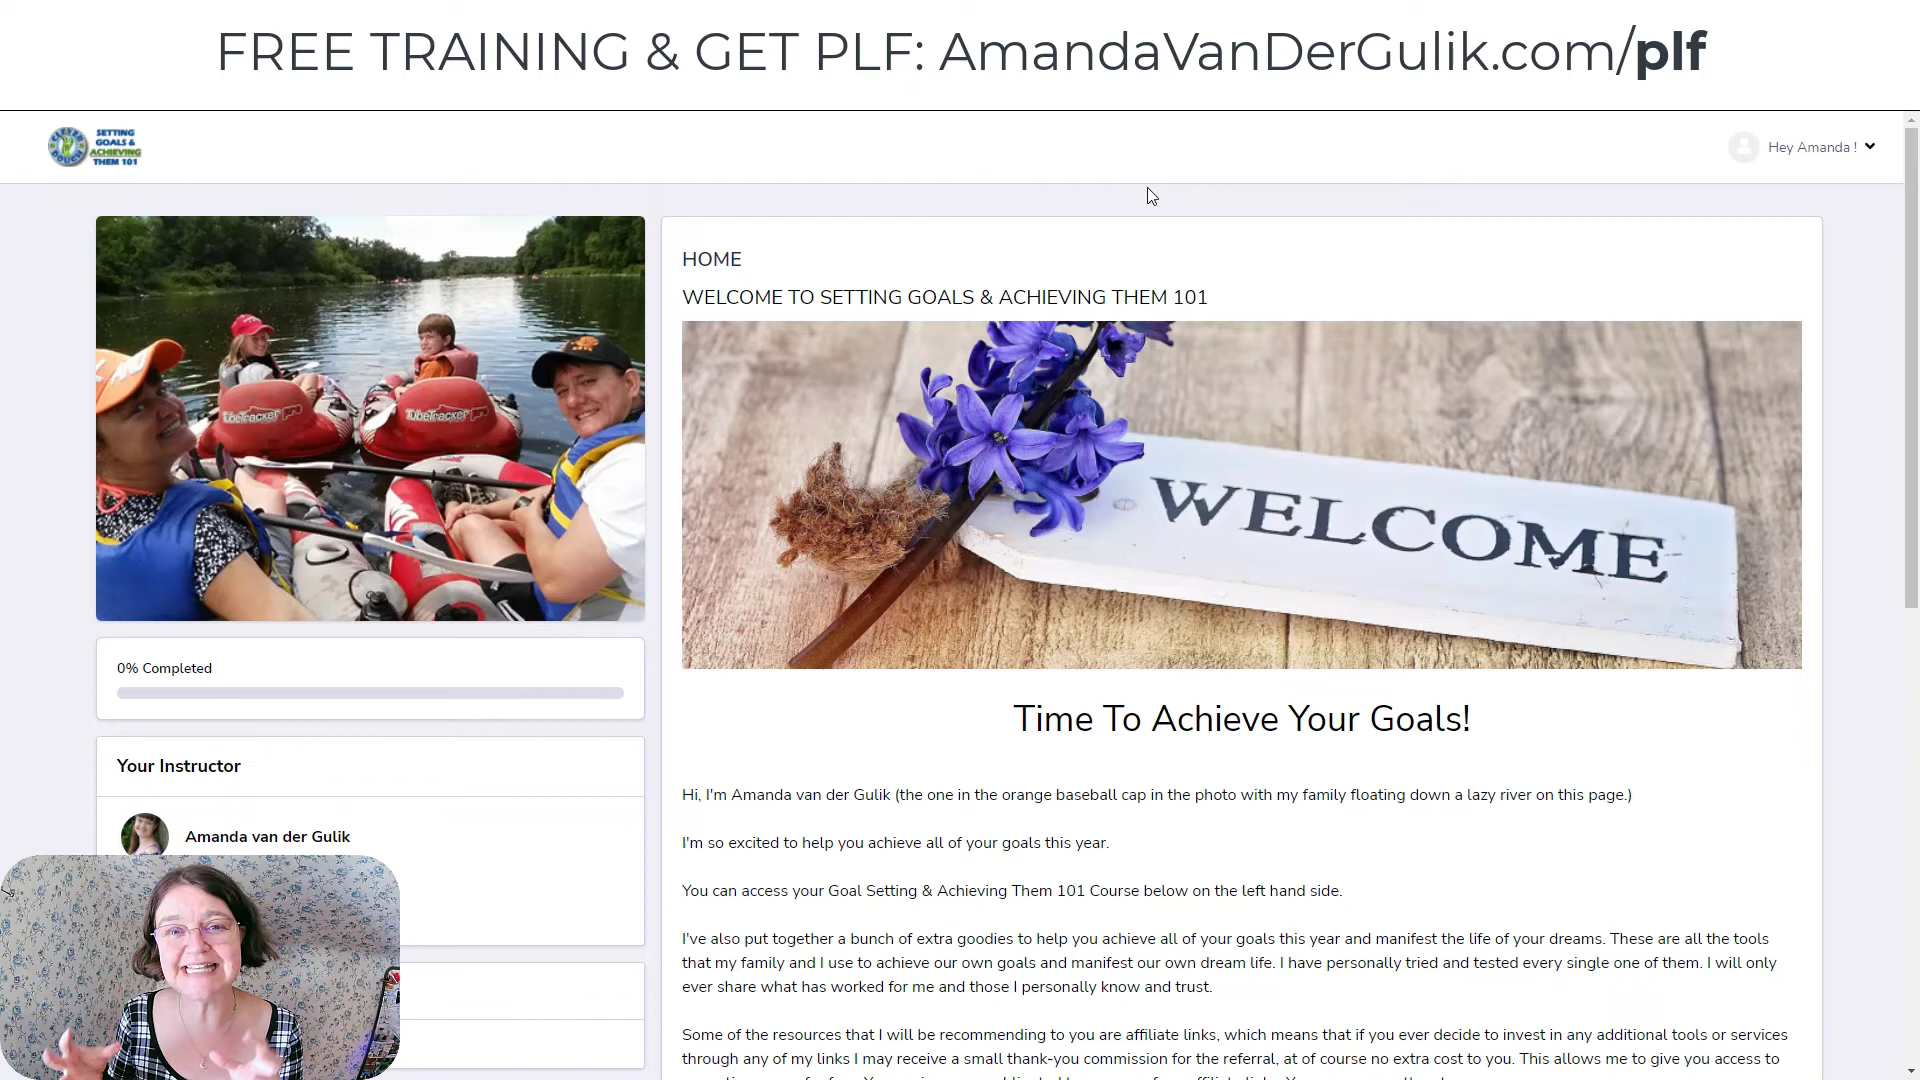 FREE TRAINING & GET PLF: AmandaVanDerGulik.com/plf
SETTING
GOALS &
ACHIEVING
THEM 101
Hey Amanda !
TubeTracker pro
TubeTracker pro
0% Completed
Your Instructor
Amanda van der Gulik
HOME
WELCOME TO SETTING GOALS & ACHIEVING THEM 101
WELCOME
Time To Achieve Your Goals!
Hi, I'm Amanda van der Gulik (the one in the orange baseball cap in the photo with my family floating down a lazy river on this page.)
I'm so excited to help you achieve all of your goals this year.
You can access your Goal Setting & Achieving Them 101 Course below on the left hand side.
I've also put together a bunch of extra goodies to help you achieve all of your goals this year and manifest the life of your dreams. These are all the tools
that my family and I use to achieve our own goals and manifest our own dream life. I have personally tried and tested every single one of them. I will only
ever share what has worked for me and those I personally know and trust.
Some of the resources that I will be recommending to you are affiliate links, which means that if you ever decide to invest in any additional tools or services
through any of my links I may receive a small thank-you commission for the referral, at of course no extra cost to you. This allows me to give you access to